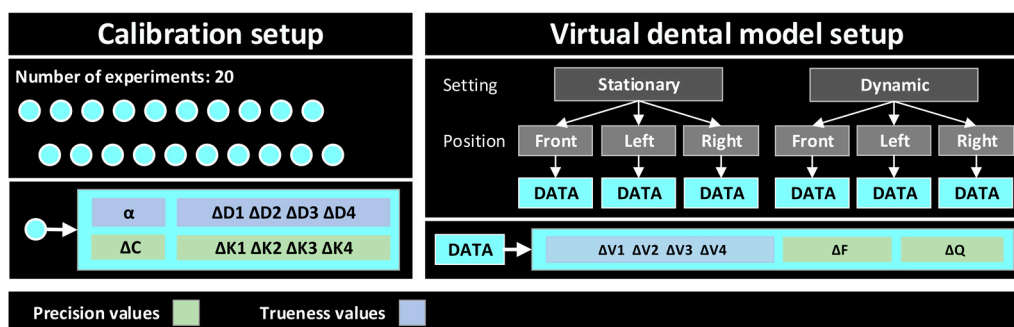 Calibration setup
Number of experiments: 20
α ΔD1 ΔD2 ΔD3 ΔD4
ΔC ΔK1 ΔK2 ΔK3 ΔK4
Virtual dental model setup
Setting Stationary Dynamic
Position Front Left Right Front Left Right
DATA DATA DATA DATA DATA DATA
DATA ΔV1 ΔV2 ΔV3 ΔV4 ΔF ΔQ
Precision values Trueness values